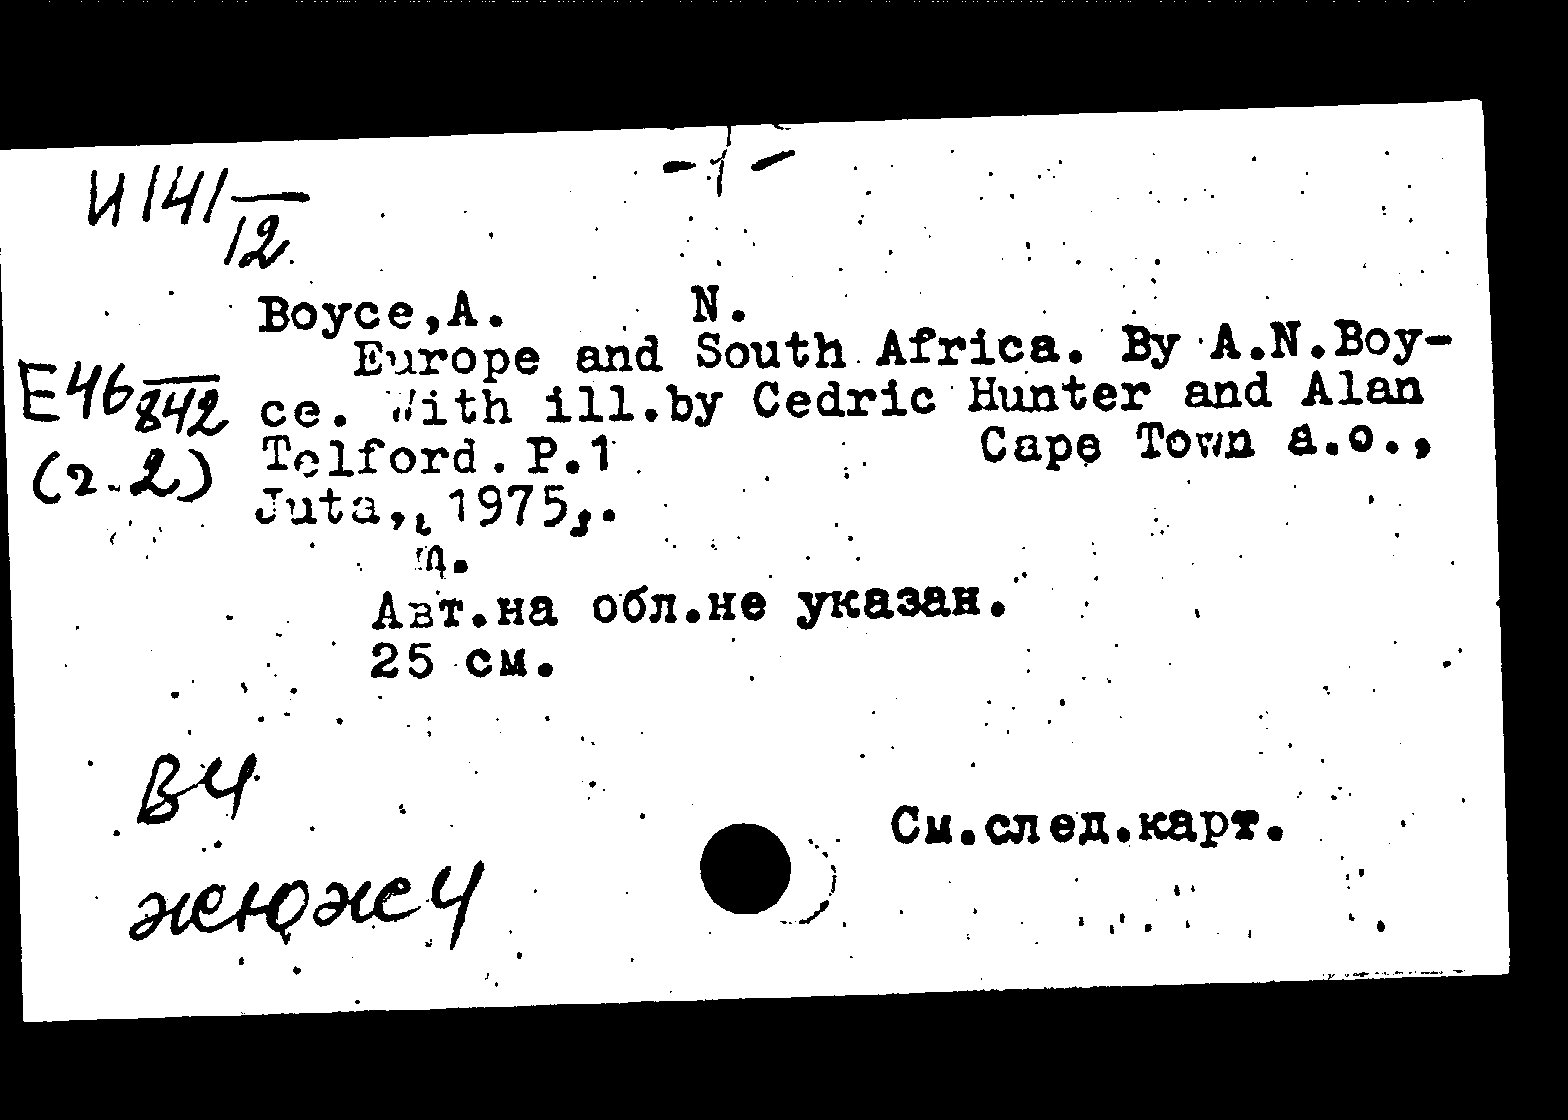 -1-
И141/12
Boyce,A. N.
Europe and South Africa. By A.N.Boy-
E46/842 ce. With ill.by Cedric Hunter and Alan
(2-2) Telford. P.1 Cape Town a.o.,
Juta, 1975,.
Авт.на обл.не указан.
25 см.
В4
См.след.карт.